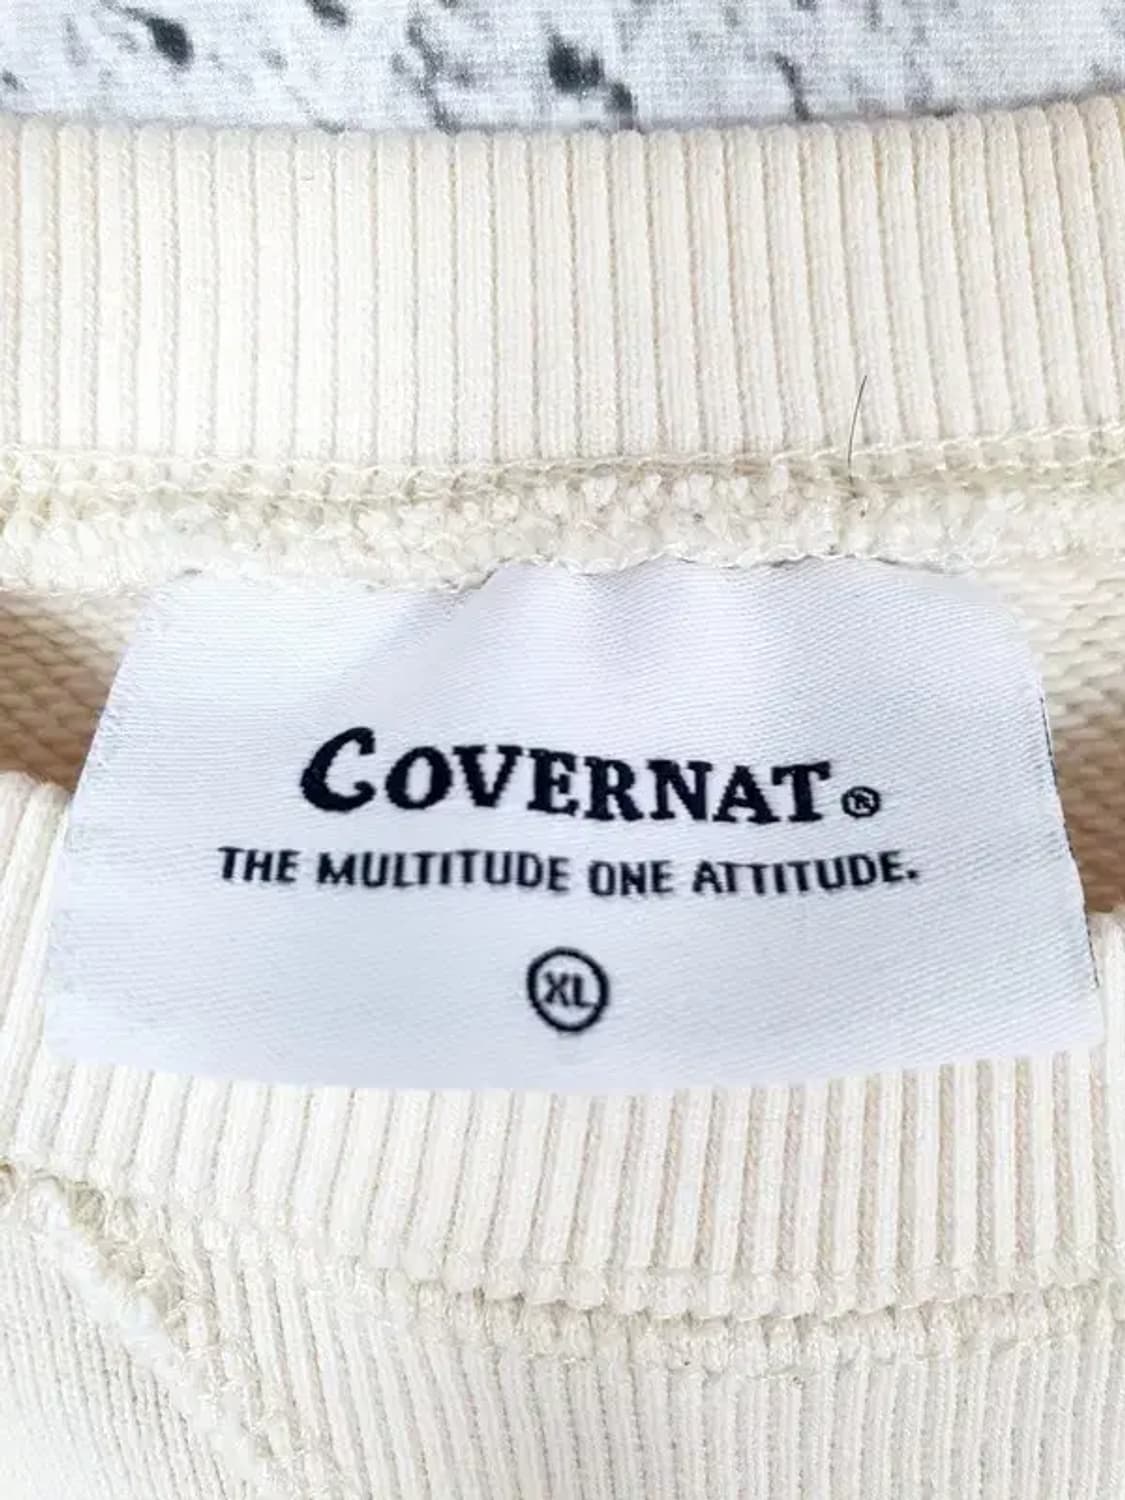 COVERNAT®
THE MULTITUDE ONE ATTITUDE.
XL